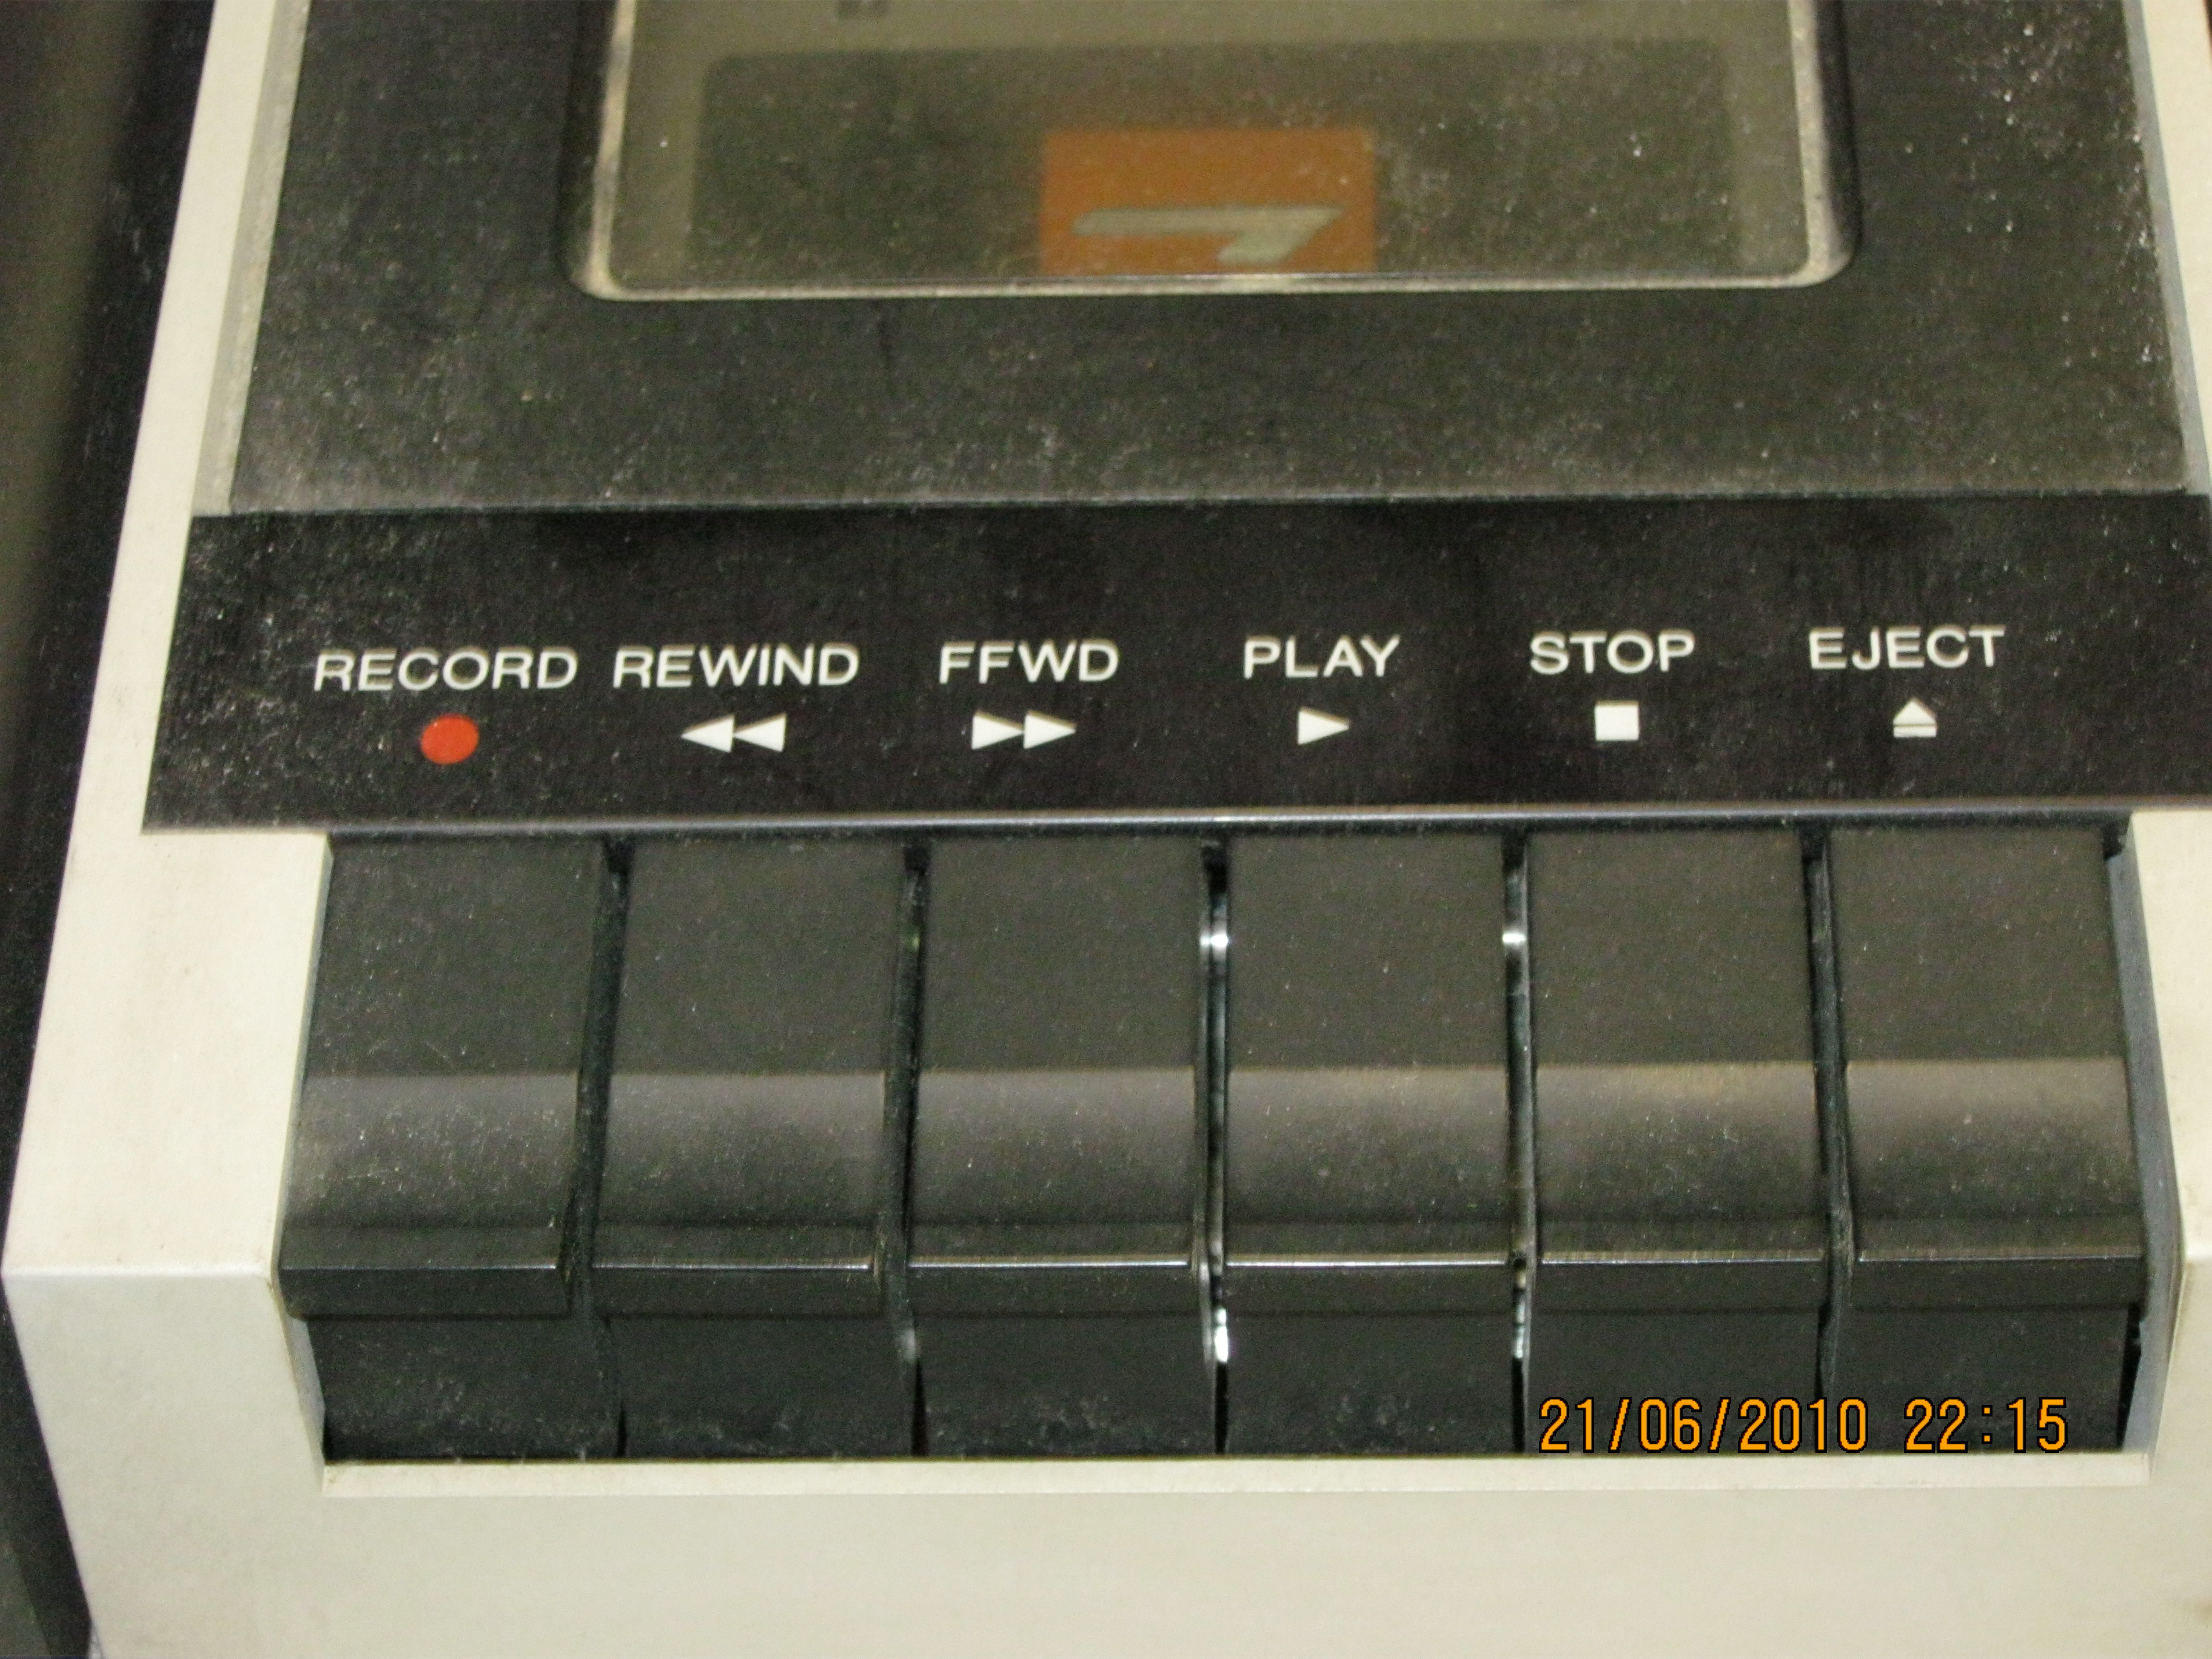 RECORD REWIND FFWD PLAY STOP EJECT
21/06/2010 22:15